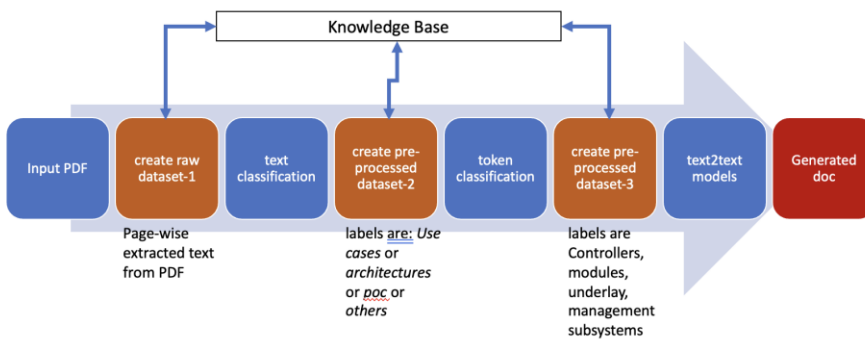 Knowledge Base
Input PDF
create raw
dataset-1
text
classification
create pre-
processed
dataset-2
token
classification
create pre-
processed
dataset-3
text2text
models
Generated
doc
Page-wise
extracted text
from PDF
labels are: Use
cases or
architectures
or poc or
others
labels are
Controllers,
modules,
underlay,
management
subsystems